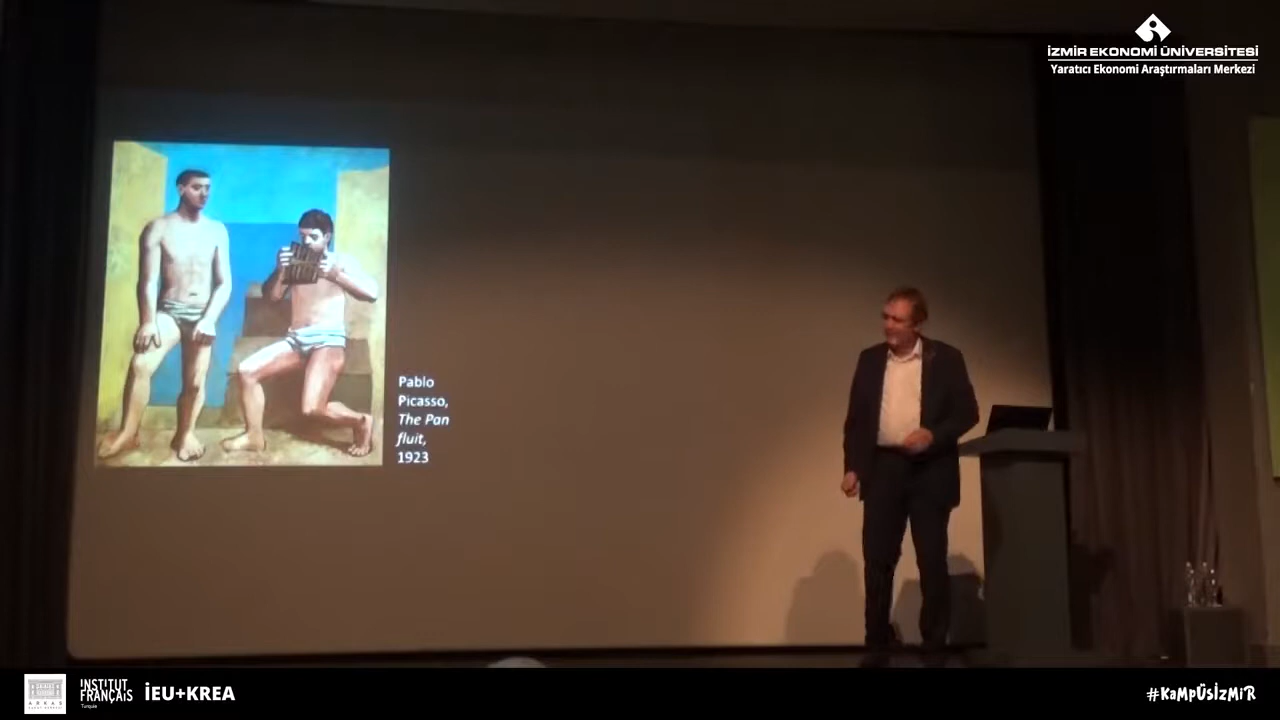 İZMİR EKONOMİ ÜNİVERSİTESİ
Yaratıcı Ekonomi Araştırmaları Merkezi
Pablo
Picasso,
The Pan
fluit,
1923
ARKAS
INSTITUT
FRANÇAIS
Turquie
İEU+KREA
#KaMPÜSİZMİR